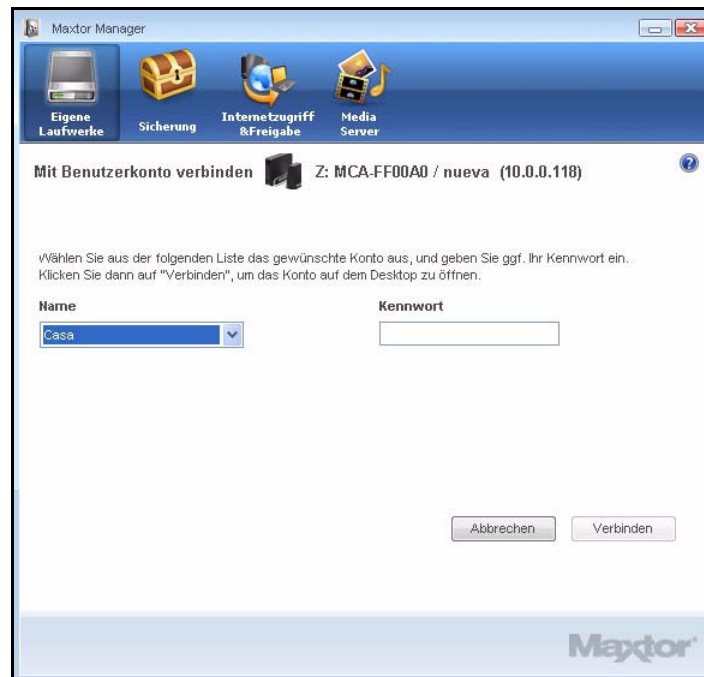 Maxtor Manager
Eigene
Laufwerke
Sicherung
Internetzugriff
&Freigabe
Media
Server
Mit Benutzerkonto verbinden
Z: MCA-FF00A0 / nueva (10.0.0.118)
?
Wählen Sie aus der folgenden Liste das gewünschte Konto aus, und geben Sie ggf. Ihr Kennwort ein.
Klicken Sie dann auf "Verbinden", um das Konto auf dem Desktop zu öffnen.
Name
Kennwort
Casa
Abbrechen
Verbinden
Maxtor